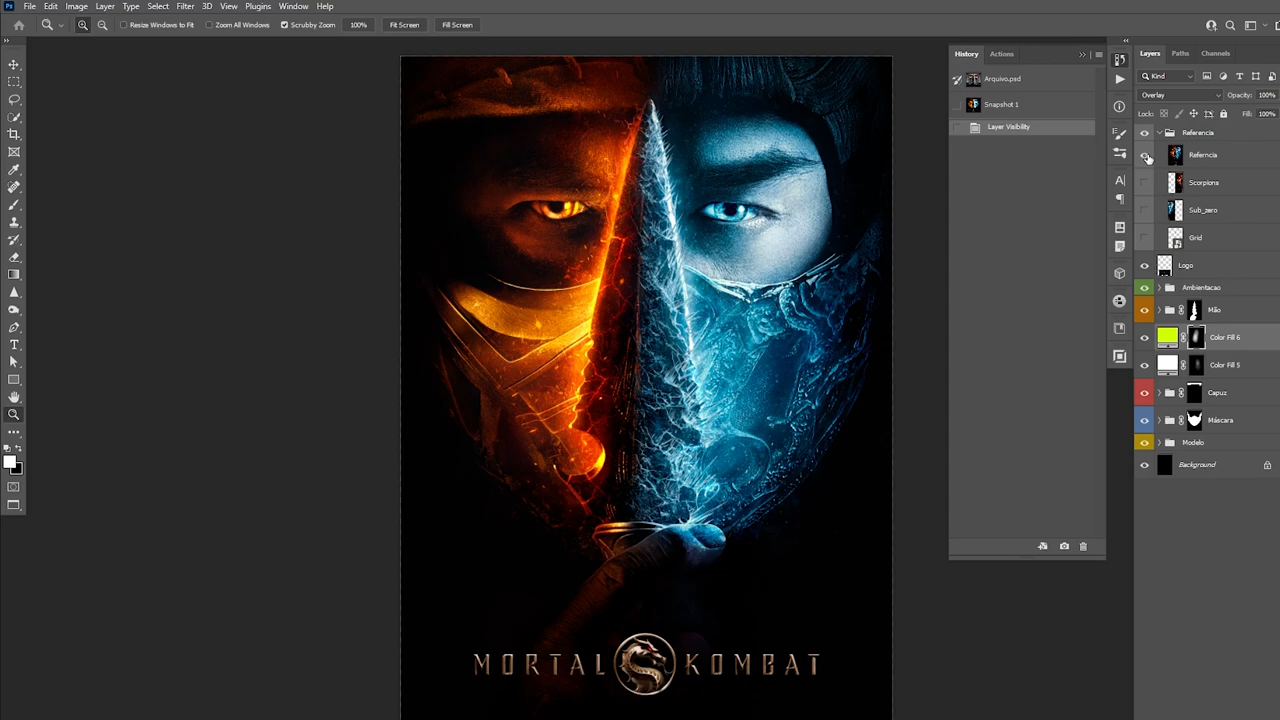 Ps File Edit Image Layer Type Select Filter 3D View Plugins Window Help
Resize Windows to Fit Zoom All Windows Scrubby Zoom 100% Fit Screen Fill Screen
History Actions
Arquivo.psd
Snapshot 1
Layer Visibility
Layers Paths Channels
Kind
Overlay Opacity: 100%
Lock: Fill: 100%
Referencia
Referncia
Scorpions
Sub_zero
Grid
Logo
Ambientacao
Mão
Color Fill 6
Color Fill 5
Capuz
Máscara
Modelo
Background
MORTAL KOMBAT